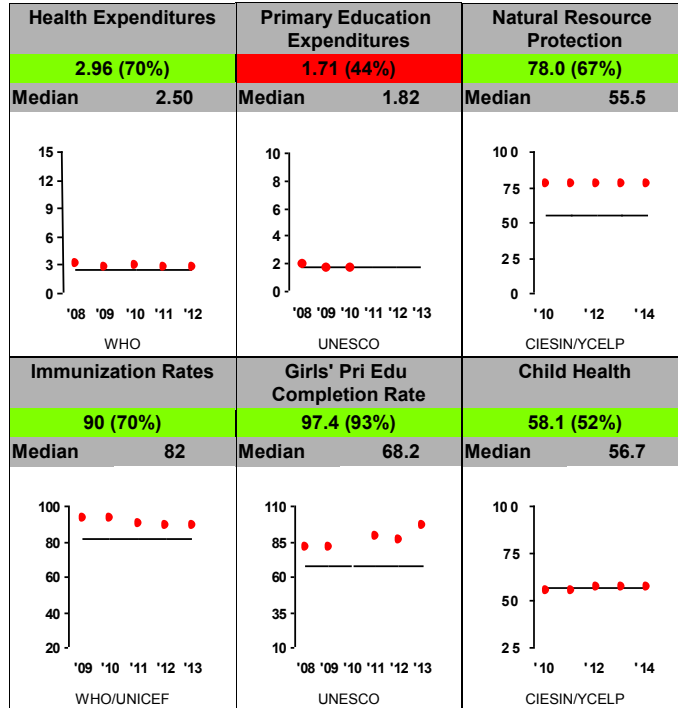 Health Expenditures
2.96 (70%)
Median 2.50
15
12
9
6
3
0
'08 '09 '10 '11 '12
WHO
Primary Education
Expenditures
1.71 (44%)
Median 1.82
10
8
6
4
2
0
'08 '09 '10 '11 '12 '13
UNESCO
Natural Resource
Protection
78.0 (67%)
Median 55.5
100
75
50
25
0
'10 '12 '14
CIESIN/YCELP
Immunization Rates
90 (70%)
Median 82
100
80
60
40
20
'09 '10 '11 '12 '13
WHO/UNICEF
Girls' Pri Edu
Completion Rate
97.4 (93%)
Median 68.2
110
85
60
35
10
'08 '09 '10 '11 '12 '13
UNESCO
Child Health
58.1 (52%)
Median 56.7
100
75
50
25
'10 '12 '14
CIESIN/YCELP